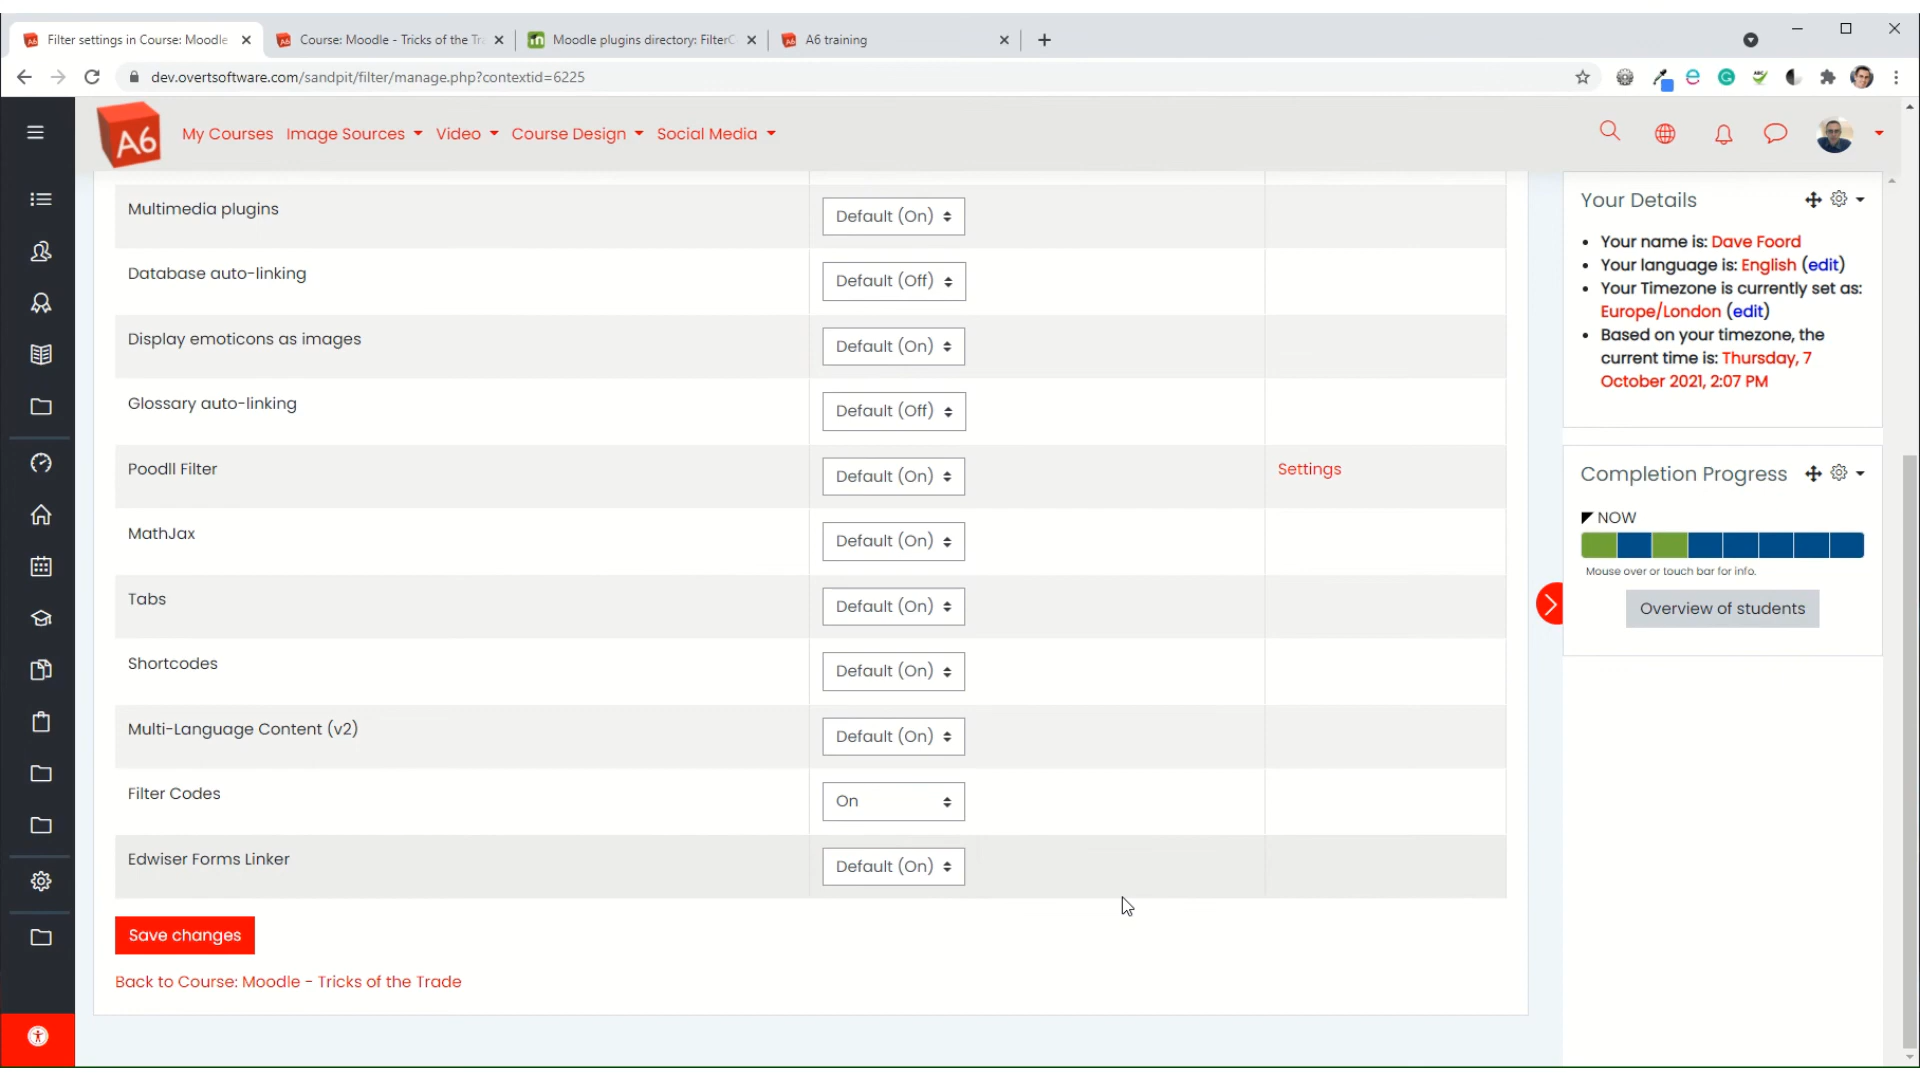 Filter settings in Course: Moodle
Course: Moodle - Tricks of the Tr
Moodle plugins directory: FilterC
A6 training
dev.overtsoftware.com/sandpit/filter/manage.php?contextid=6225
A6
My Courses
Image Sources
Video
Course Design
Social Media
Multimedia plugins
Default (On)
Database auto-linking
Default (Off)
Display emoticons as images
Default (On)
Glossary auto-linking
Default (Off)
Poodll Filter
Default (On)
Settings
MathJax
Default (On)
Tabs
Default (On)
Shortcodes
Default (On)
Multi-Language Content (v2)
Default (On)
Filter Codes
On
Edwiser Forms Linker
Default (On)
Save changes
Back to Course: Moodle - Tricks of the Trade
Your Details
Your name is: Dave Foord
Your language is: English (edit)
Your Timezone is currently set as:
Europe/London (edit)
Based on your timezone, the
current time is: Thursday, 7
October 2021, 2:07 PM
Completion Progress
NOW
Mouse over or touch bar for info.
Overview of students